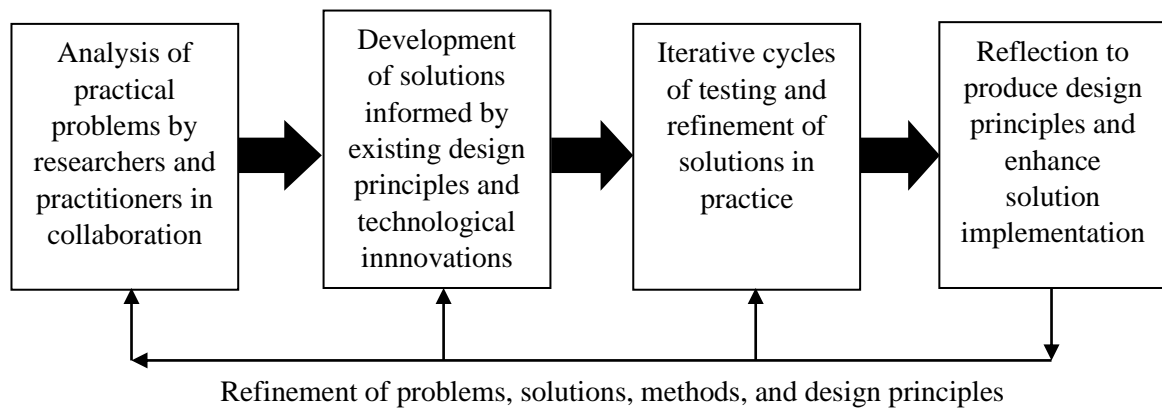 Analysis of
practical
problems by
researchers and
practitioners in
collaboration
Development
of solutions
informed by
existing design
principles and
technological
innnovations
Iterative cycles
of testing and
refinement of
solutions in
practice
Reflection to
produce design
principles and
enhance
solution
implementation
Refinement of problems, solutions, methods, and design principles